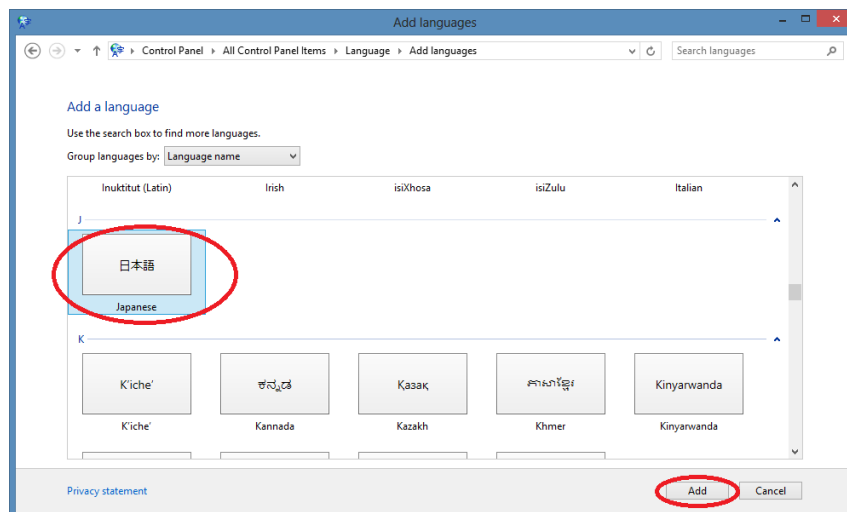 Add languages
Control Panel All Control Panel Items Language Add languages Search languages
Add a language
Use the search box to find more languages.
Group languages by: Language name
Inuktitut (Latin) Irish isiXhosa isiZulu Italian
J
日本語
Japanese
K
K'iche' ಕನ್ನಡ Қазақ ភាសាខ្មែរ Kinyarwanda
K'iche' Kannada Kazakh Khmer Kinyarwanda
Privacy statement Add Cancel